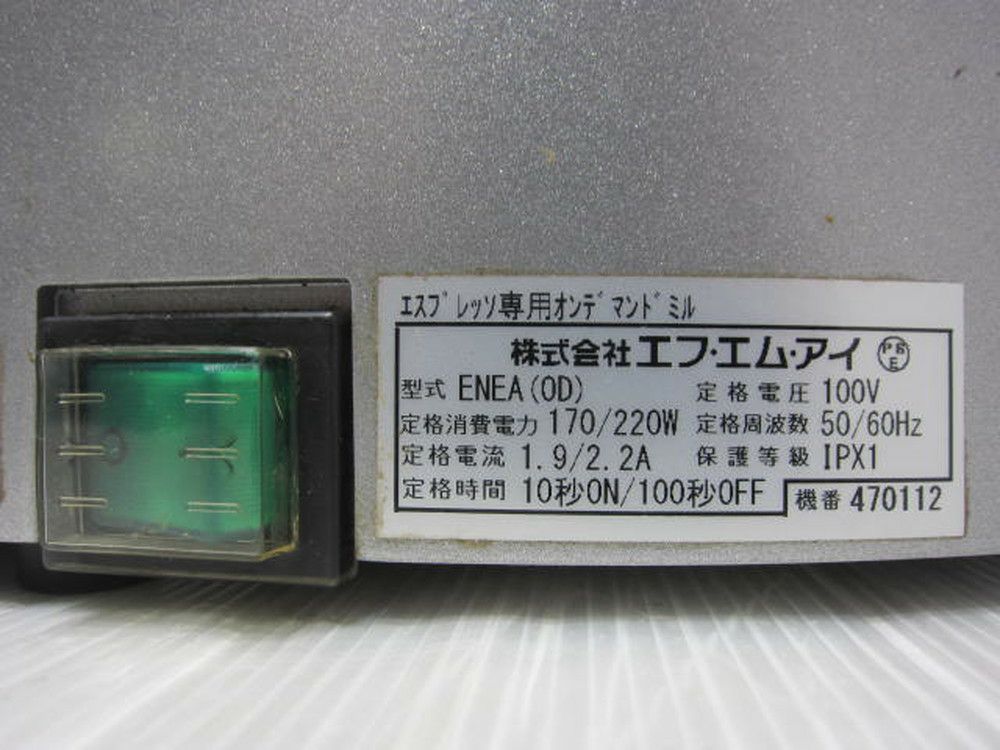 ｴｽﾌﾟﾚｯｿ専用ｵﾝﾃﾞﾏﾝﾄﾞﾐﾙ
株式会社エフ・エム・アイ PSE
型式 ENEA(OD) 定格電圧 100V
定格消費電力 170/220W 定格周波数 50/60Hz
定格電流 1.9/2.2A 保護等級 IPX1
定格時間 10秒ON/100秒OFF 機番 470112